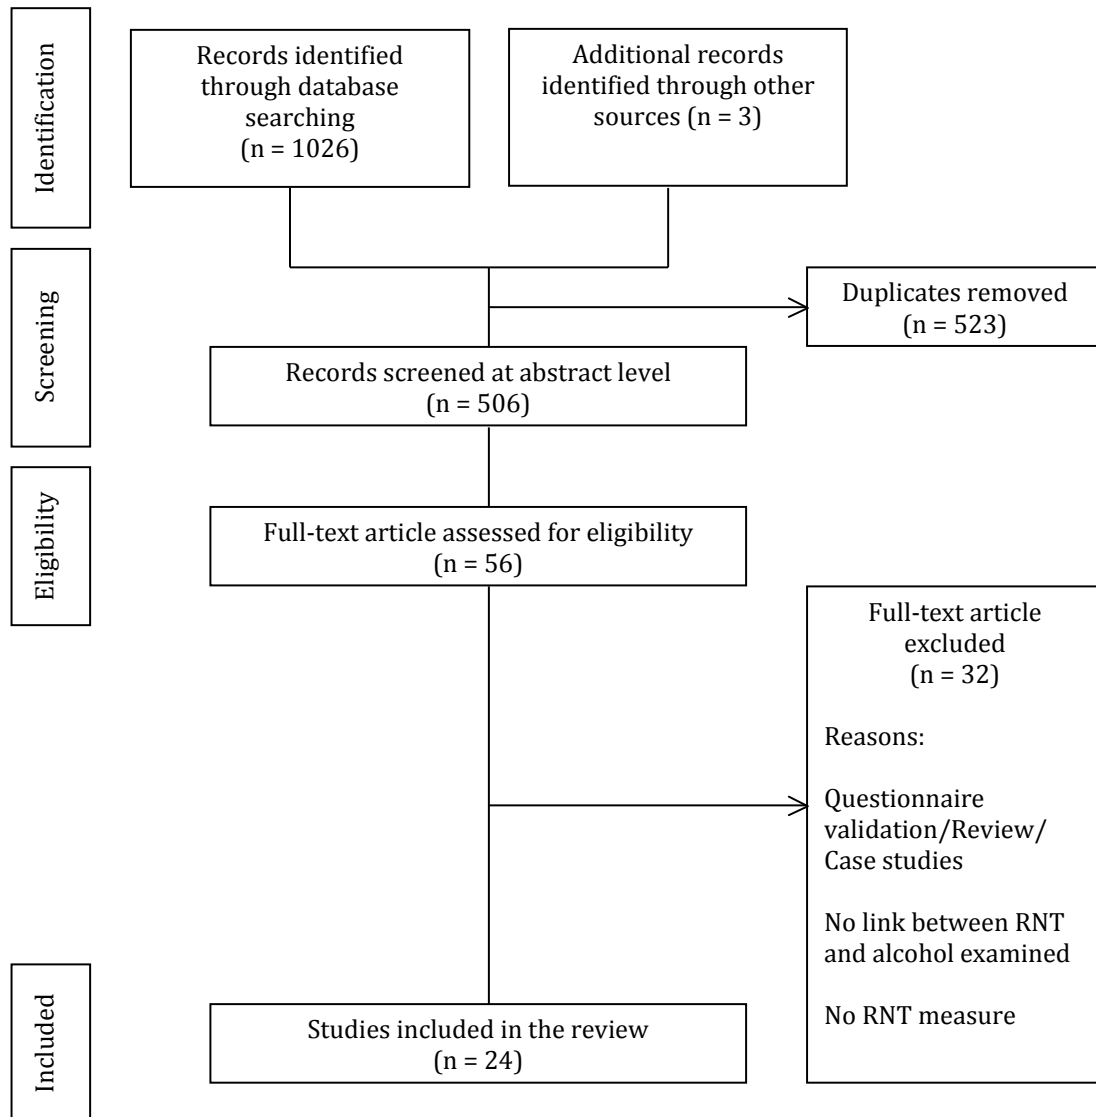 Identification
Records identified
through database
searching
(n = 1026)
Additional records
identified through other
sources (n = 3)
Screening
Duplicates removed
(n = 523)
Records screened at abstract level
(n = 506)
Eligibility
Full-text article assessed for eligibility
(n = 56)
Full-text article
excluded
(n = 32)
Reasons:
Questionnaire
validation/Review/
Case studies
No link between RNT
and alcohol examined
No RNT measure
Included
Studies included in the review
(n = 24)